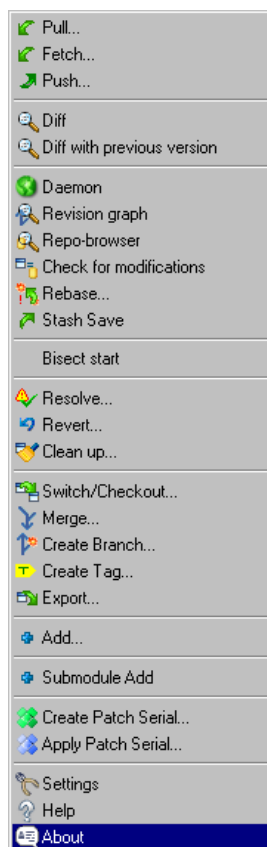 Pull...
Fetch...
Push...
Diff
Diff with previous version
Daemon
Revision graph
Repo-browser
Check for modifications
Rebase...
Stash Save
Bisect start
Resolve...
Revert...
Clean up...
Switch/Checkout...
Merge...
Create Branch...
Create Tag...
Export...
Add...
Submodule Add
Create Patch Serial...
Apply Patch Serial...
Settings
Help
About